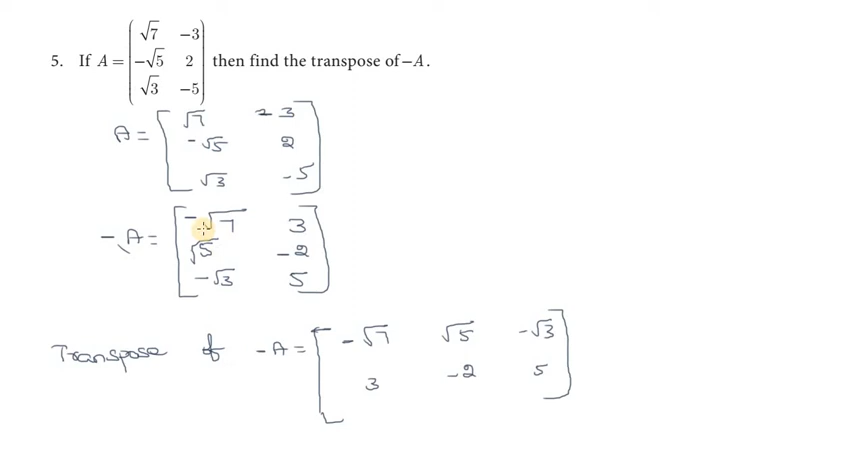 5. If A = ( √7 −3
−√5 2
√3 −5 ) then find the transpose of −A.
A = [ √7 − 3
- √5 2
√3 - 5 ]
- A = [ - √7 3
√5 - 2
- √3 5 ]
Transpose of - A = [ - √7 √5 - √3
3 - 2 5 ]